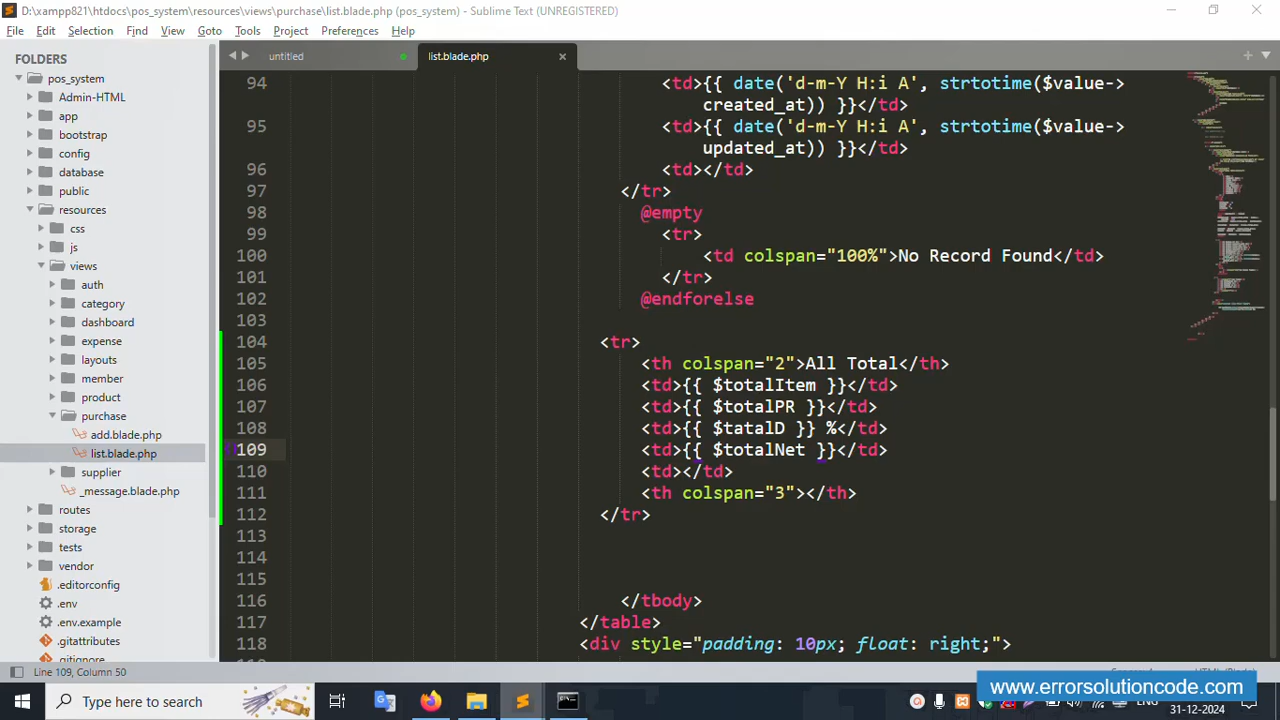 D:\xampp821\htdocs\pos_system\resources\views\purchase\list.blade.php (pos_system) - Sublime Text (UNREGISTERED)
File Edit Selection Find View Goto Tools Project Preferences Help
FOLDERS
pos_system
Admin-HTML
app
bootstrap
config
database
public
resources
css
js
views
auth
category
dashboard
expense
layouts
member
product
purchase
add.blade.php
list.blade.php
supplier
_message.blade.php
routes
storage
tests
vendor
.editorconfig
.env
.env.example
.gitattributes
.gitignore
untitled
list.blade.php
94 <td>{{ date('d-m-Y H:i A', strtotime($value->
created_at)) }}</td>
95 <td>{{ date('d-m-Y H:i A', strtotime($value->
updated_at)) }}</td>
96 <td></td>
97 </tr>
98 @empty
99 <tr>
100 <td colspan="100%">No Record Found</td>
101 </tr>
102 @endforelse
103
104 <tr>
105 <th colspan="2">All Total</th>
106 <td>{{ $totalItem }}</td>
107 <td>{{ $totalPR }}</td>
108 <td>{{ $tatalD }} %</td>
109 <td>{{ $totalNet }}</td>
110 <td></td>
111 <th colspan="3"></th>
112 </tr>
113
114
115
116 </tbody>
117 </table>
118 <div style="padding: 10px; float: right;">
Line 109, Column 50
Type here to search
ENG
31-12-2024
www.errorsolutioncode.com